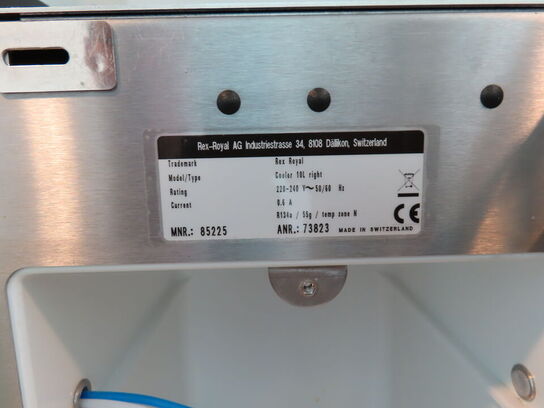 Rex-Royal AG Industriestrasse 34, 8108 Dällikon, Switzerland
Trademark Rex Royal
Model/Type Cooler 10L right
Rating 220-240 V~50/60 Hz
Current 0.6 A
R134a / 55g / temp zone N
MNR.: 85225 ANR.: 73823 MADE IN SWITZERLAND
CE